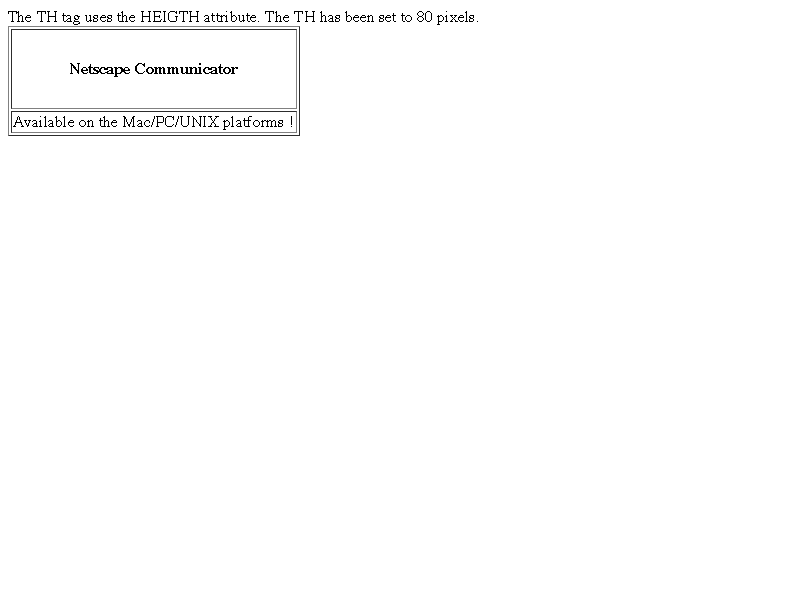 The TH tag uses the HEIGTH attribute. The TH has been set to 80 pixels.
Netscape Communicator
Available on the Mac/PC/UNIX platforms !